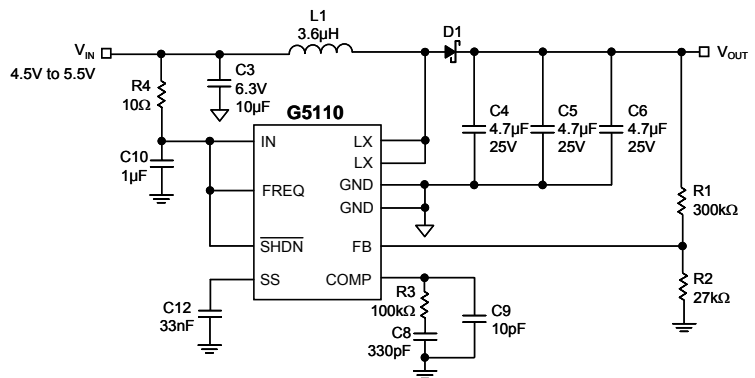 L1
3.6µH
D1
VIN
4.5V to 5.5V
VOUT
R4
10Ω
C3
6.3V
10µF
G5110
C4
4.7µF
25V
C5
4.7µF
25V
C6
4.7µF
25V
C10
1µF
IN
FREQ
SHDN
SS
LX
LX
GND
GND
FB
COMP
R1
300kΩ
R2
27kΩ
R3
100kΩ
C8
330pF
C9
10pF
C12
33nF